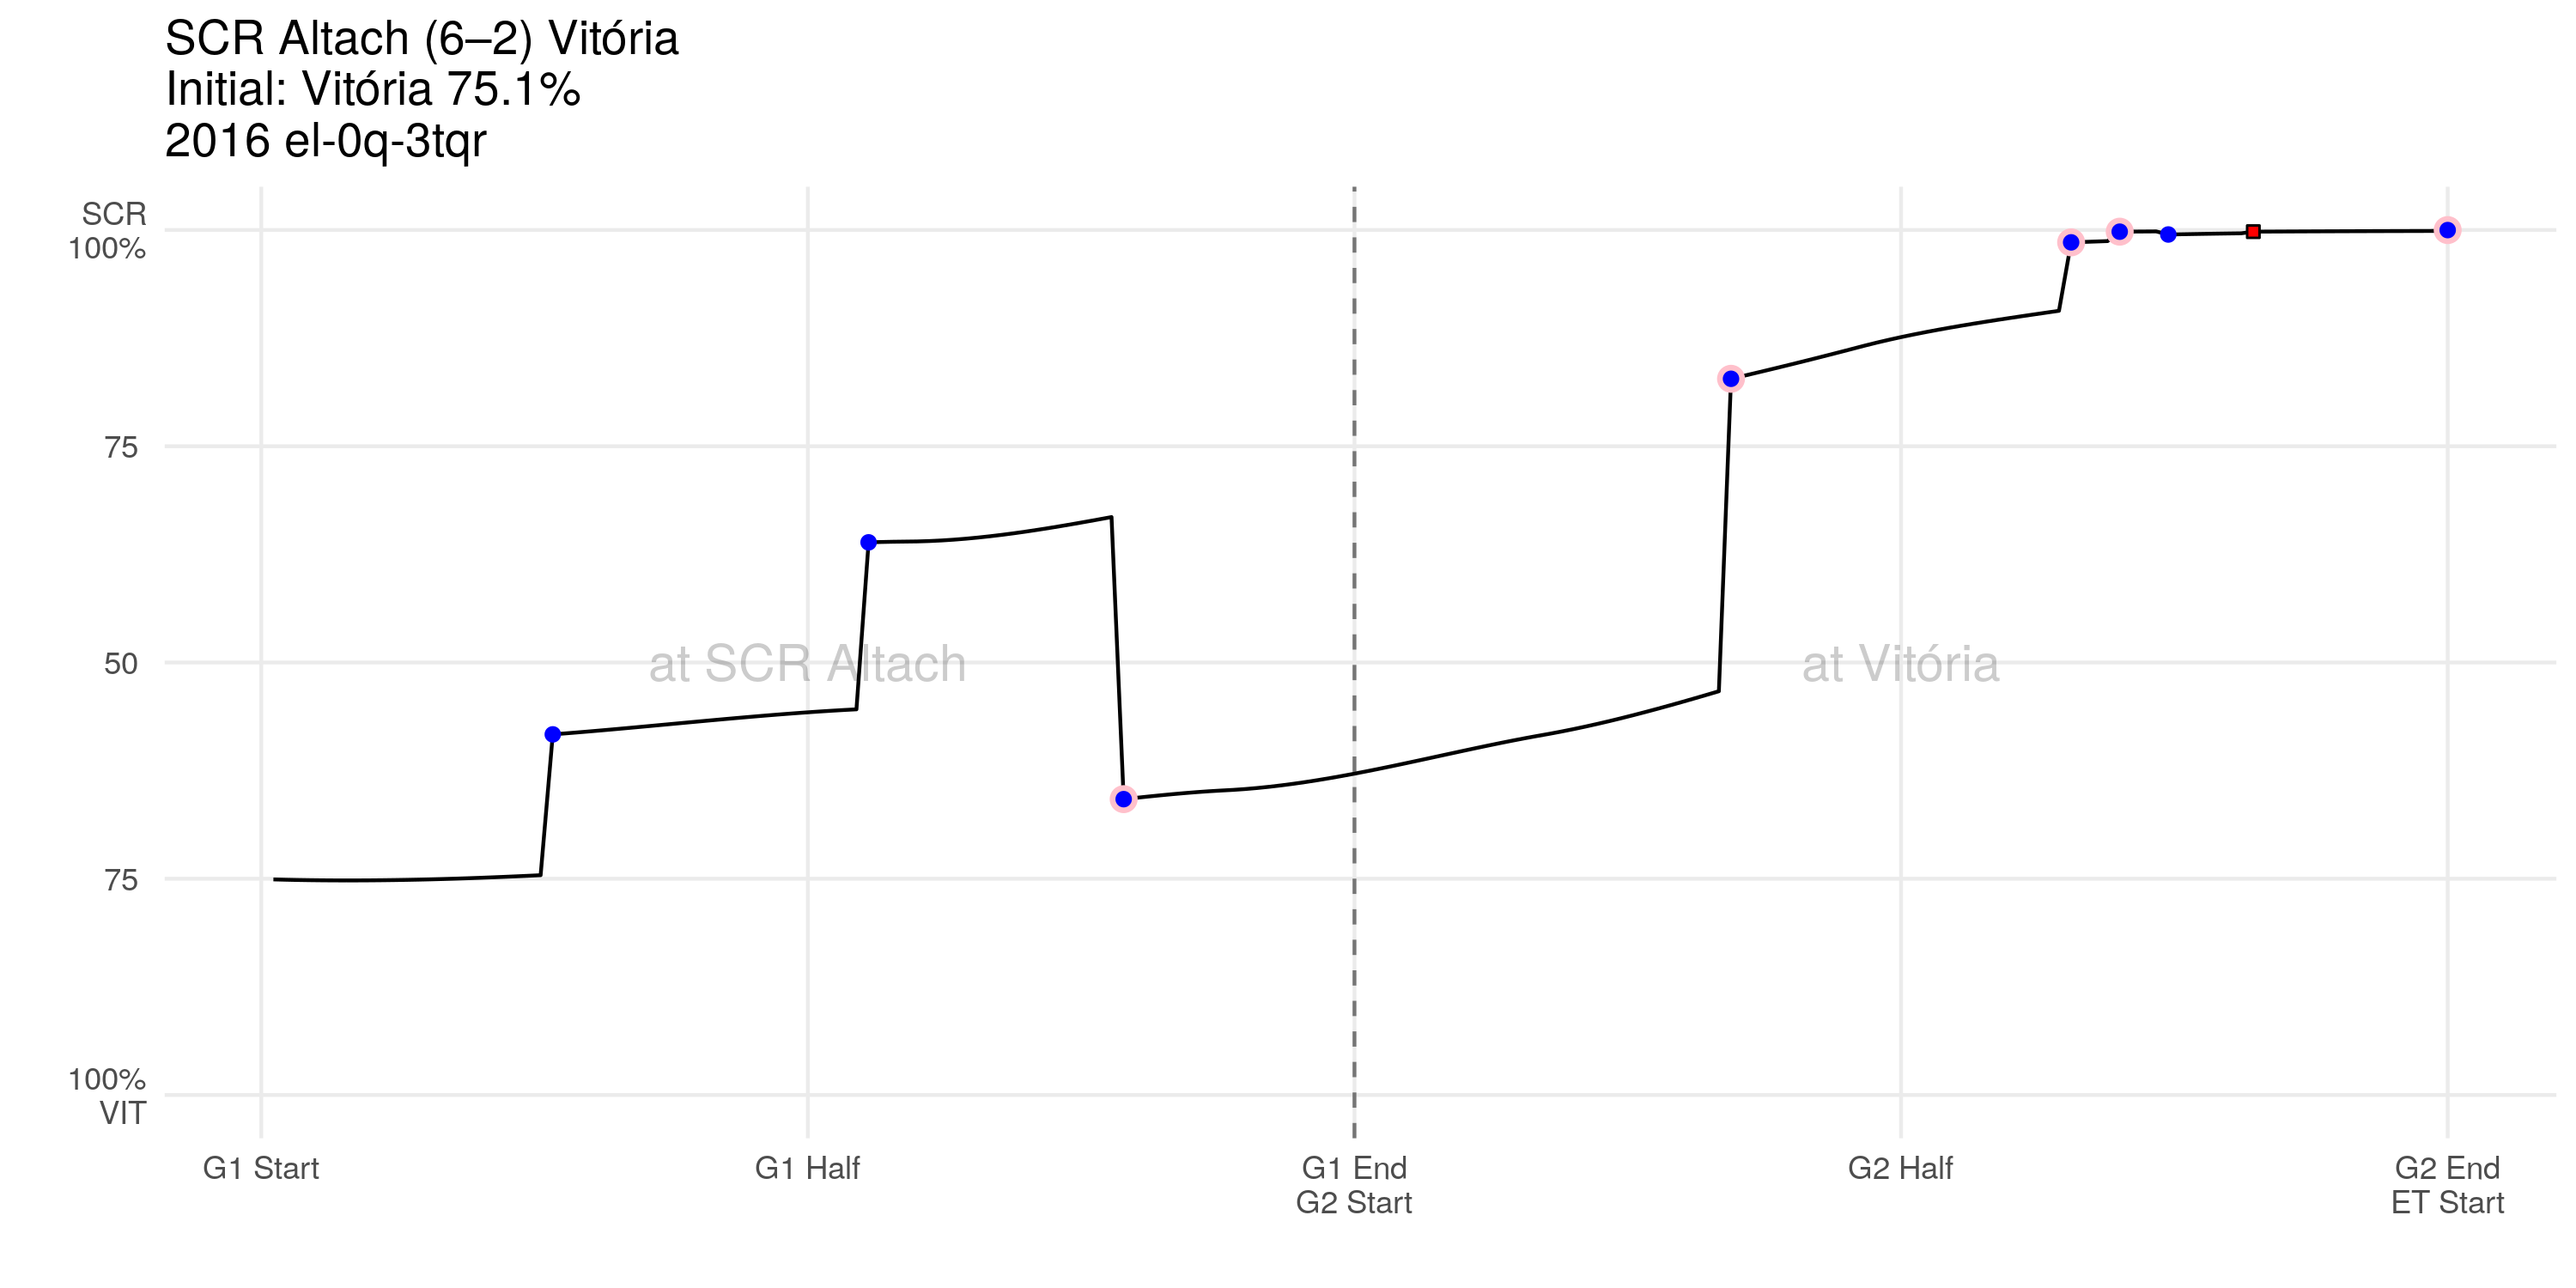 SCR Altach (6–2) Vitória
Initial: Vitória 75.1%
2016 el-0q-3tqr
SCR
100%
75
50
75
100%
VIT
at SCR Altach
at Vitória
G1 Start
G1 Half
G1 End
G2 Start
G2 Half
G2 End
ET Start